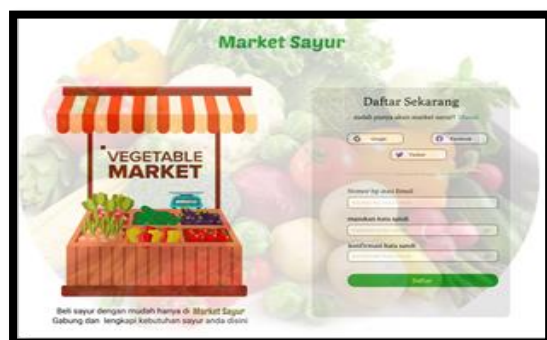 Market Sayur
VEGETABLE
MARKET
Beli sayur dengan mudah hanya di Market Sayur
Gabung dan lengkapi kebutuhan sayur anda disini
Daftar Sekarang
sudah punya akun market sayur? Masuk
Google
Facebook
Twitter
Nomor hp atau Email
masukan kata sandi
konfirmasi kata sandi
Daftar